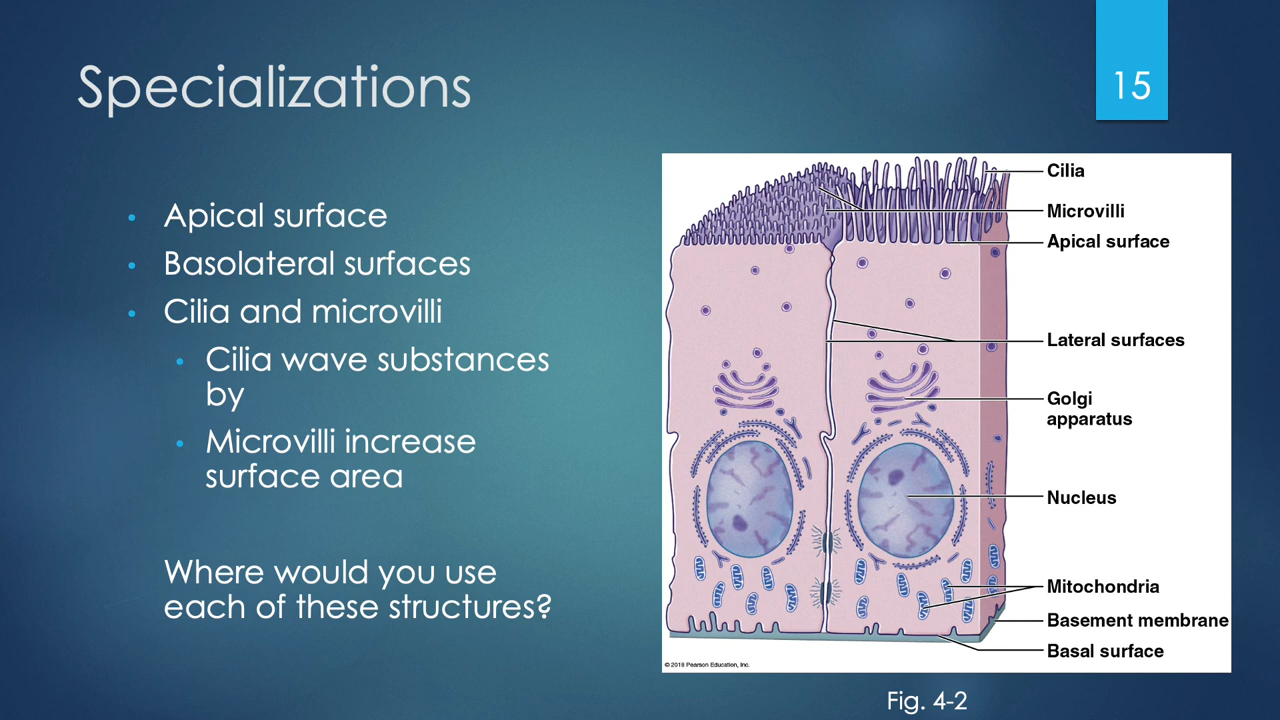 Specializations
15
• Apical surface
• Basolateral surfaces
• Cilia and microvilli
• Cilia wave substances
by
• Microvilli increase
surface area
Where would you use
each of these structures?
Cilia
Microvilli
Apical surface
Lateral surfaces
Golgi
apparatus
Nucleus
Mitochondria
Basement membrane
Basal surface
© 2018 Pearson Education, Inc.
Fig. 4-2